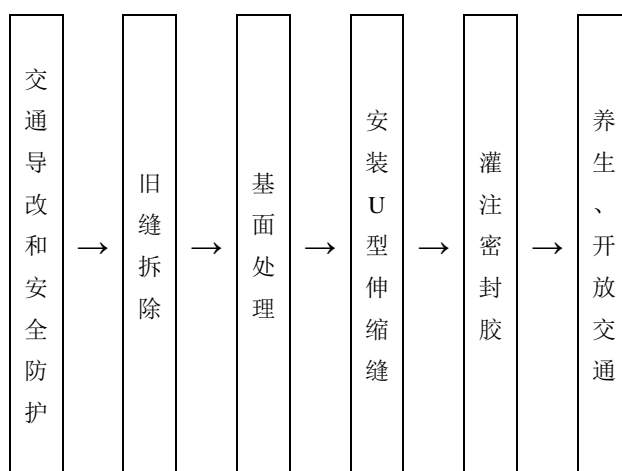 交通导改和安全防护
→
旧缝拆除
→
基面处理
→
安装U型伸缩缝
→
灌注密封胶
→
养生、开放交通